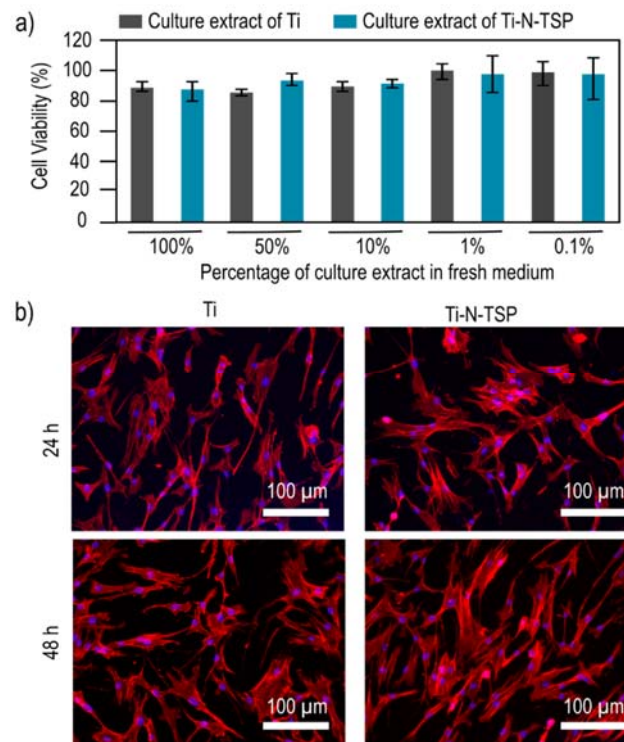 a)
Culture extract of Ti
Culture extract of Ti-N-TSP
Cell Viability (%)
120
100
80
60
40
20
0
100%
50%
10%
1%
0.1%
Percentage of culture extract in fresh medium
b)
Ti
Ti-N-TSP
24 h
100 µm
100 µm
48 h
100 µm
100 µm